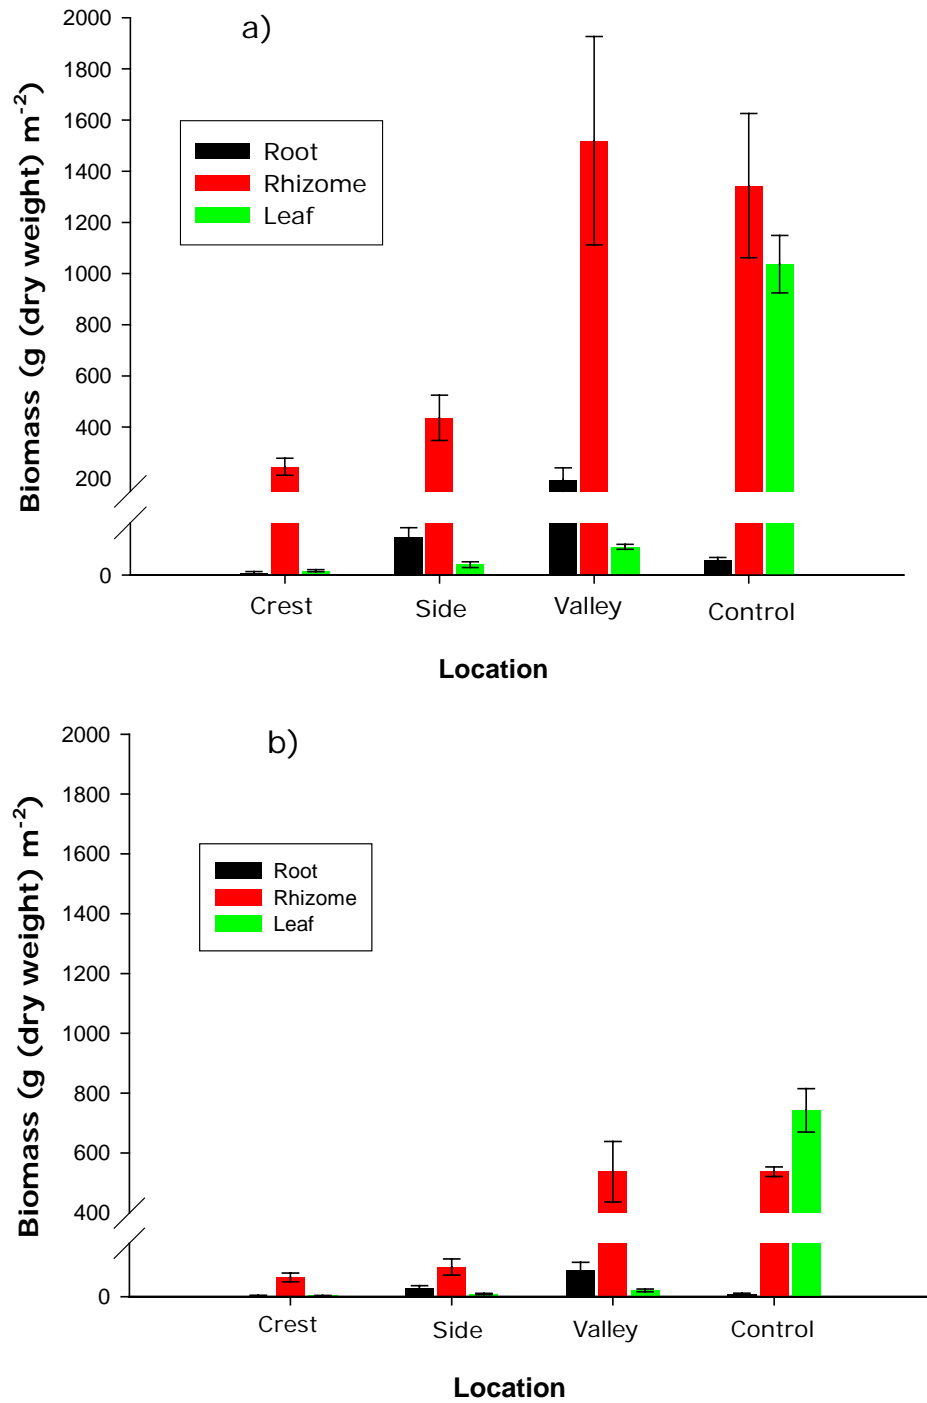 a)
2000
1800
1600
1400
1200
1000
800
600
400
200
0
Biomass (g (dry weight) m⁻²)
Root
Rhizome
Leaf
Crest
Side
Valley
Control
Location
b)
2000
1800
1600
1400
1200
1000
800
600
400
0
Biomass (g (dry weight) m⁻²)
Root
Rhizome
Leaf
Crest
Side
Valley
Control
Location